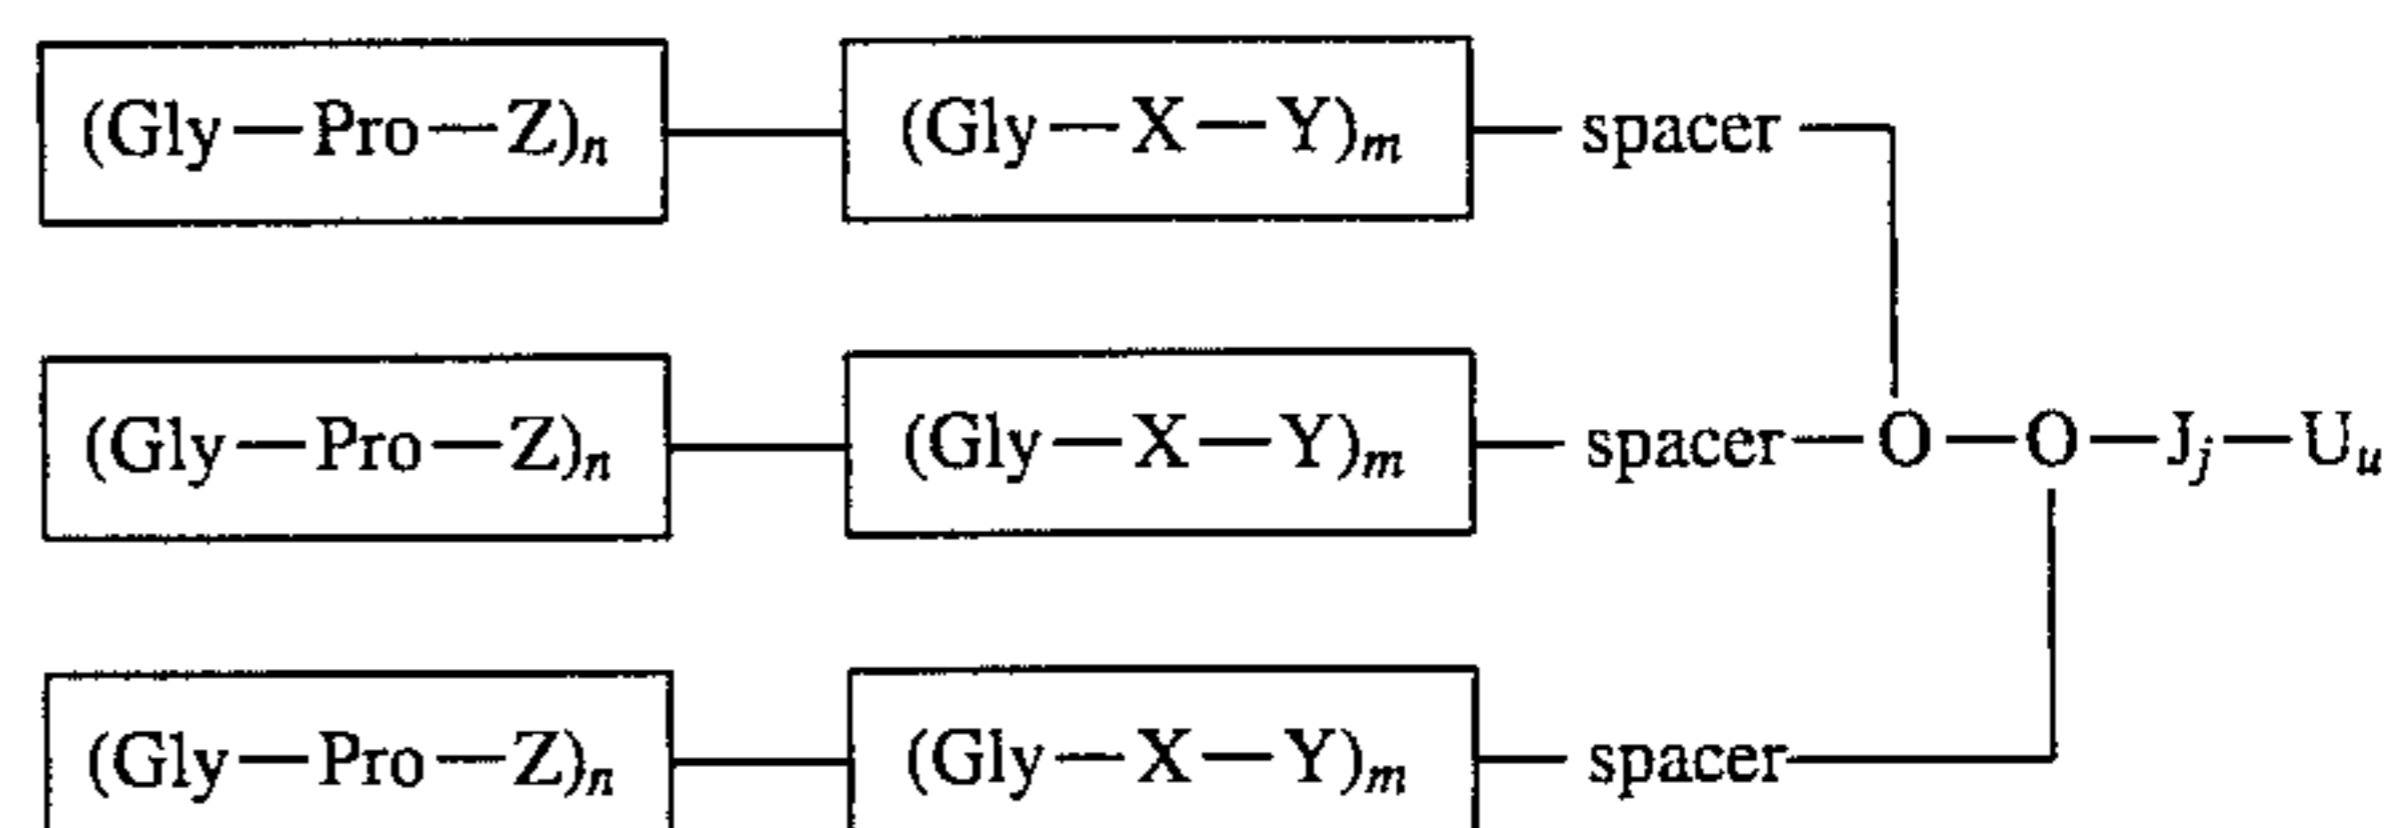 (Gly—Pro—Z)n (Gly—X—Y)m spacer
(Gly—Pro—Z)n (Gly—X—Y)m spacer—O—O—Jj—Uu
(Gly—Pro—Z)n (Gly—X—Y)m spacer